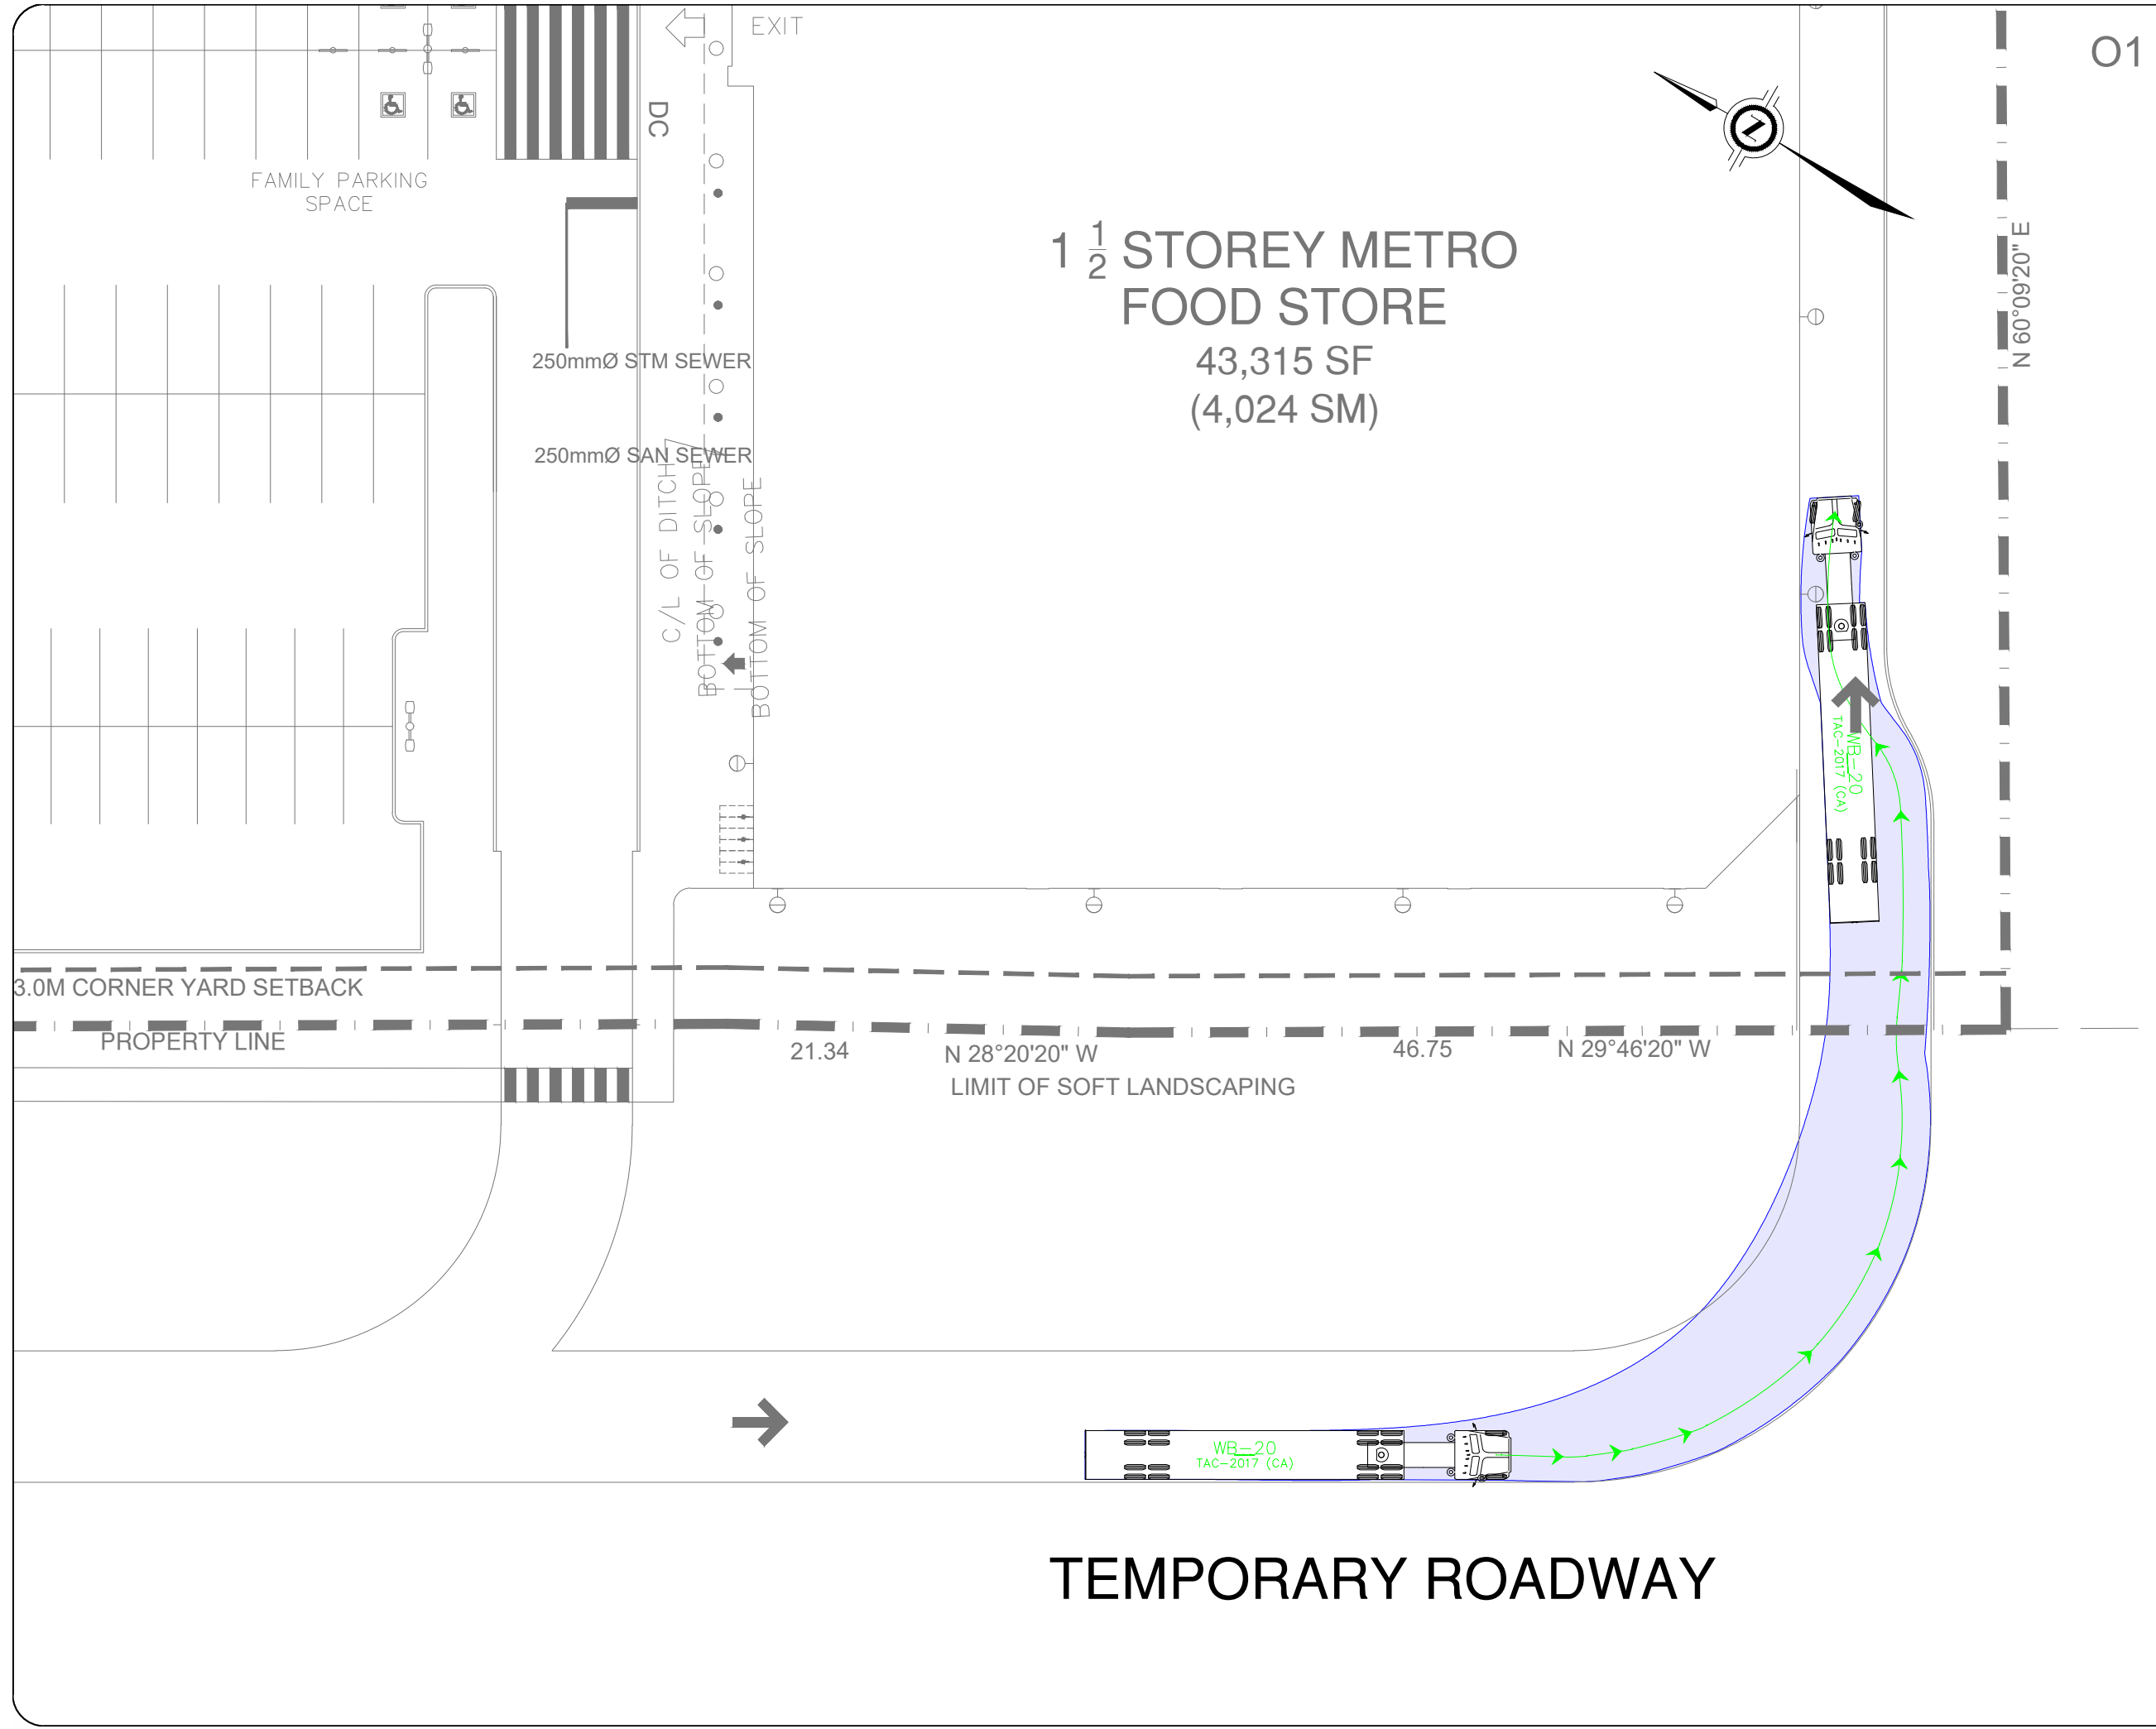 EXIT
O1
DC
FAMILY PARKING
SPACE
1 1/2 STOREY METRO
FOOD STORE
43,315 SF
(4,024 SM)
N 60°09'20" E
250mmØ STM SEWER
250mmØ SAN SEWER
C/L OF DITCH
BOTTOM OF SLOPE
BOTTOM OF SLOPE
WB-20
TAC-2017 (CA)
3.0M CORNER YARD SETBACK
PROPERTY LINE
21.34
N 28°20'20" W
46.75
N 29°46'20" W
LIMIT OF SOFT LANDSCAPING
WB-20
TAC-2017 (CA)
TEMPORARY ROADWAY